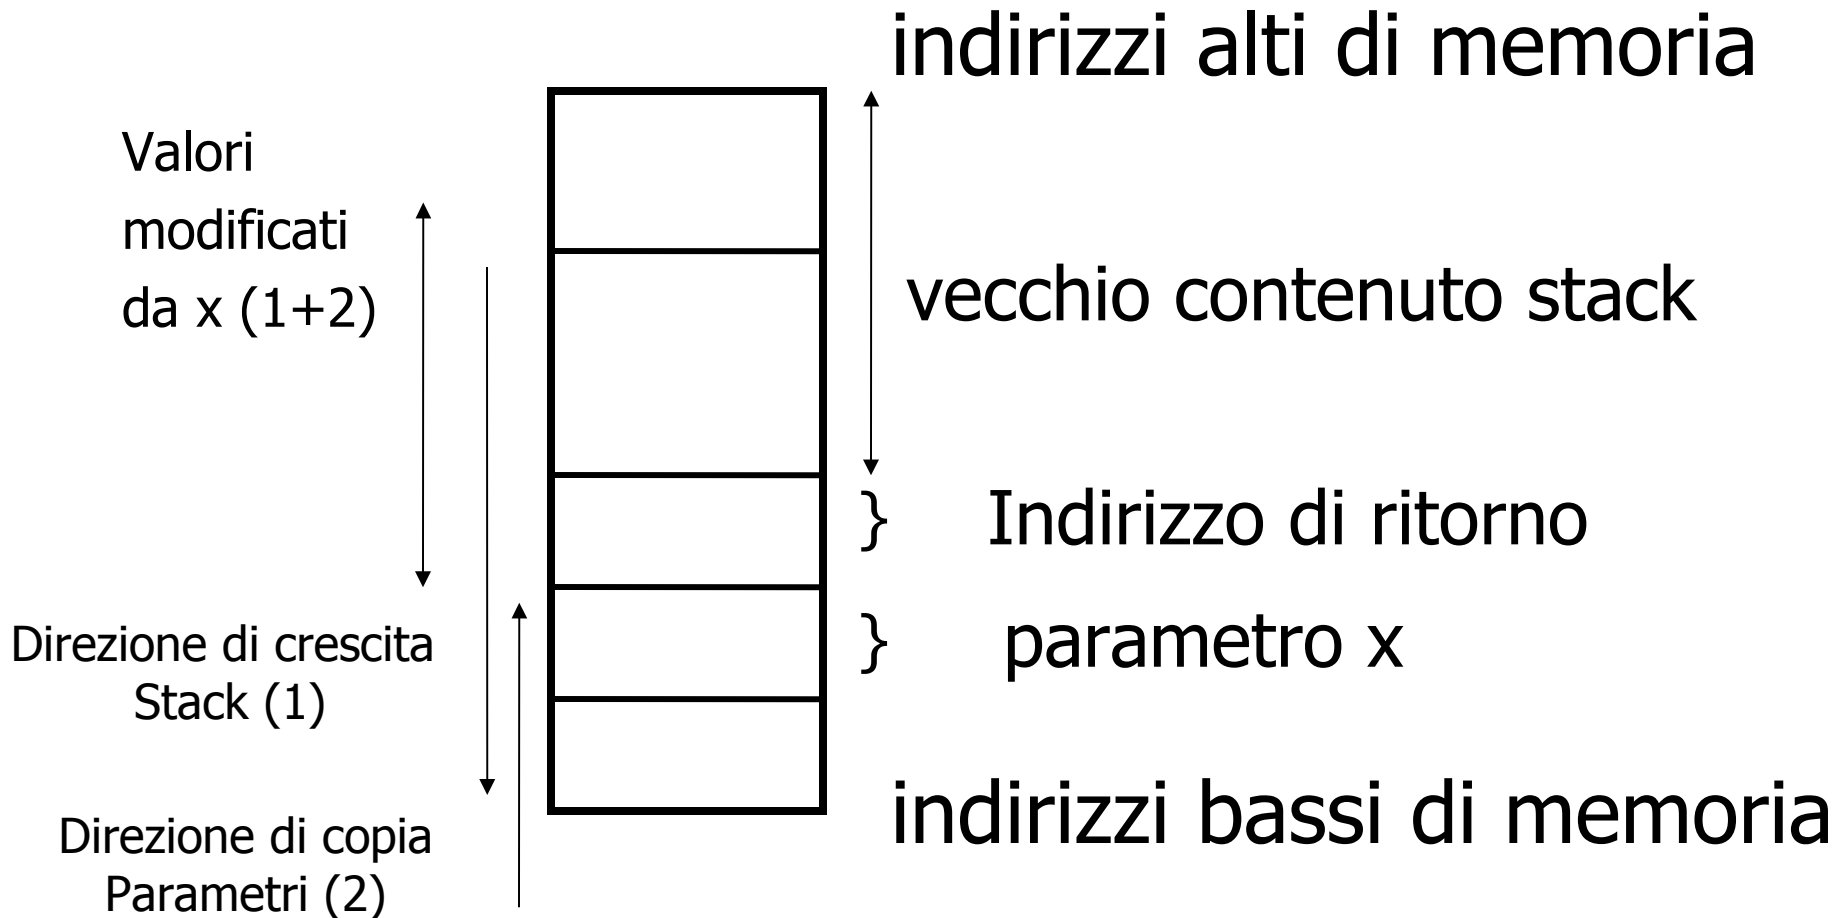 indirizzi alti di memoria
Valori
modificati
da x (1+2)
vecchio contenuto stack
} Indirizzo di ritorno
} parametro x
Direzione di crescita
Stack (1)
indirizzi bassi di memoria
Direzione di copia
Parametri (2)